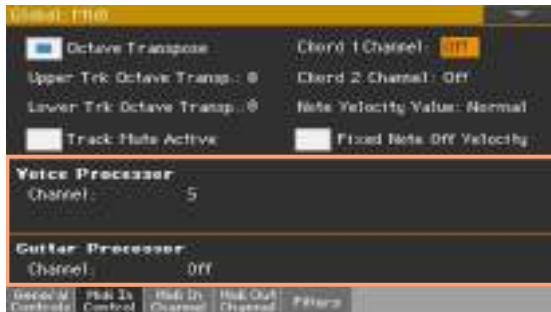 Global: MIDI
Octave Transpose
Chord 1 Channel: Off
Upper Trk Octave Transp.: 0
Chord 2 Channel: Off
Lower Trk Octave Transp.: 0
Note Velocity Value: Normal
Track Mute Active
Fixed Note Off Velocity
Voice Processor
Channel: 5
Guitar Processor
Channel: Off
General Controls
Midi In Control
Midi In Channel
Midi Out Channel
Filters